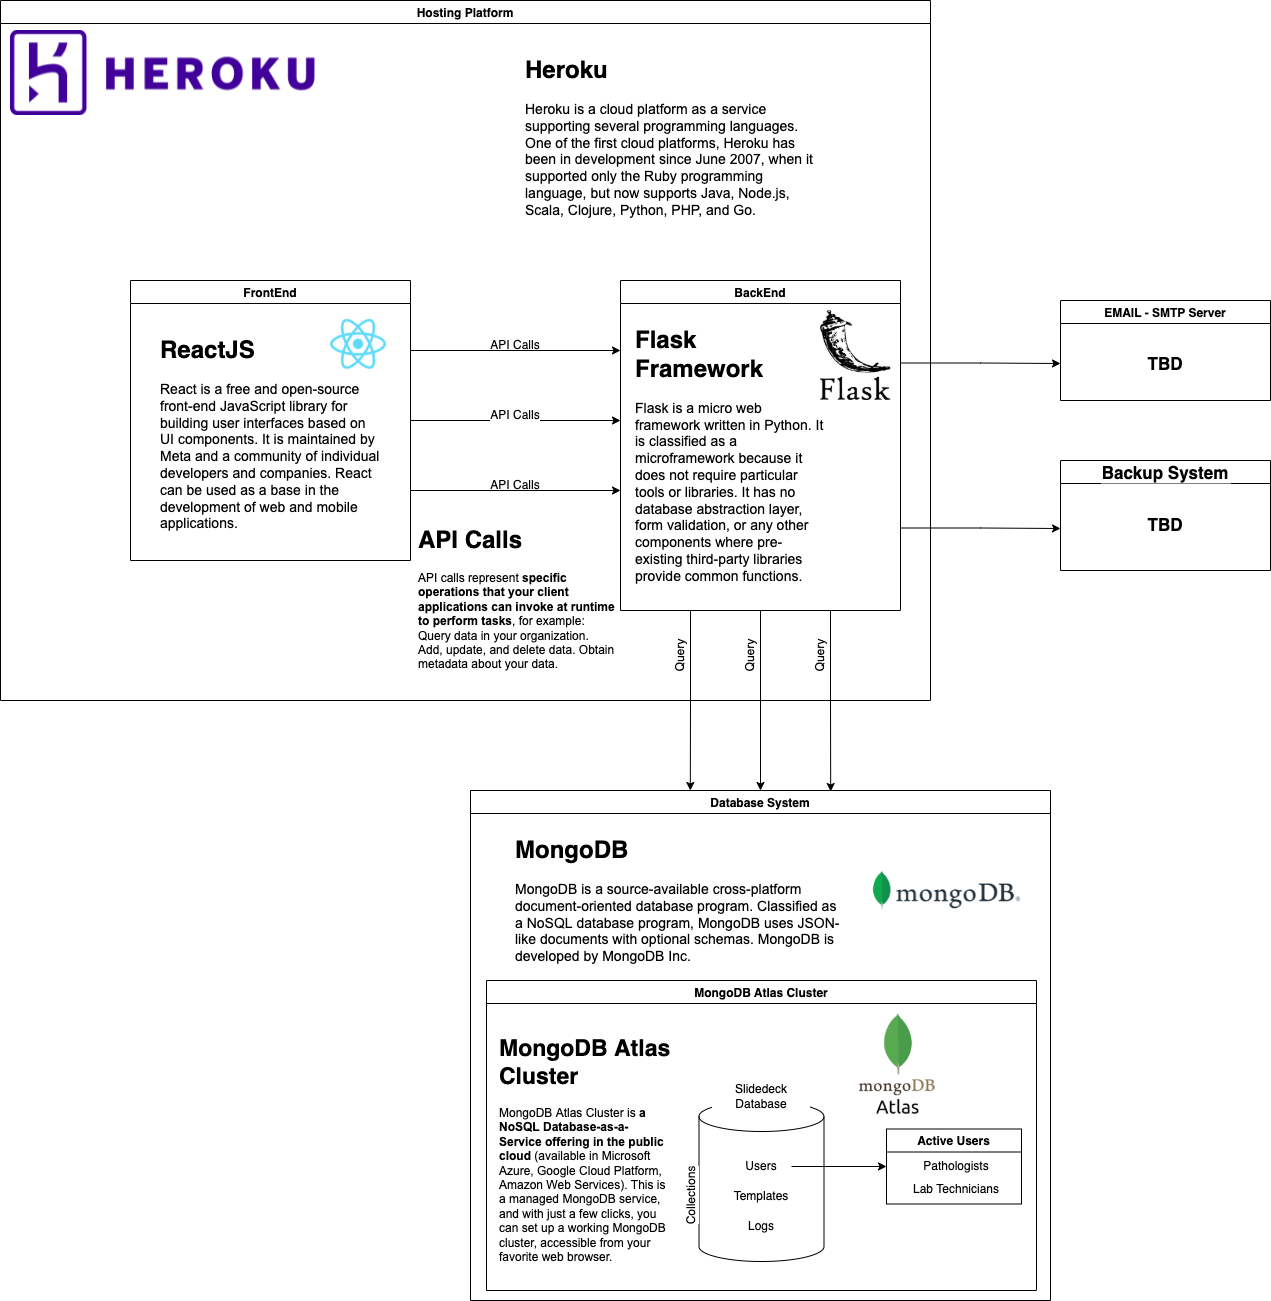 Hosting Platform
HEROKU
Heroku
Heroku is a cloud platform as a service
supporting several programming languages.
One of the first cloud platforms, Heroku has
been in development since June 2007, when it
supported only the Ruby programming
language, but now supports Java, Node.js,
Scala, Clojure, Python, PHP, and Go.
FrontEnd
ReactJS
React is a free and open-source
front-end JavaScript library for
building user interfaces based on
UI components. It is maintained by
Meta and a community of individual
developers and companies. React
can be used as a base in the
development of web and mobile
applications.
API Calls
API Calls
API Calls
API Calls
API calls represent specific
operations that your client
applications can invoke at runtime
to perform tasks, for example:
Query data in your organization.
Add, update, and delete data. Obtain
metadata about your data.
BackEnd
Flask
Framework
Flask
Flask is a micro web
framework written in Python. It
is classified as a
microframework because it
does not require particular
tools or libraries. It has no
database abstraction layer,
form validation, or any other
components where pre-
existing third-party libraries
provide common functions.
EMAIL - SMTP Server
TBD
Backup System
TBD
Query
Query
Query
Database System
MongoDB
MongoDB is a source-available cross-platform
document-oriented database program. Classified as
a NoSQL database program, MongoDB uses JSON-
like documents with optional schemas. MongoDB is
developed by MongoDB Inc.
mongoDB®
MongoDB Atlas Cluster
MongoDB Atlas
Cluster
MongoDB Atlas Cluster is a
NoSQL Database-as-a-
Service offering in the public
cloud (available in Microsoft
Azure, Google Cloud Platform,
Amazon Web Services). This is
a managed MongoDB service,
and with just a few clicks, you
can set up a working MongoDB
cluster, accessible from your
favorite web browser.
Slidedeck
Database
Collections
Users
Templates
Logs
mongoDB
Atlas
Active Users
Pathologists
Lab Technicians